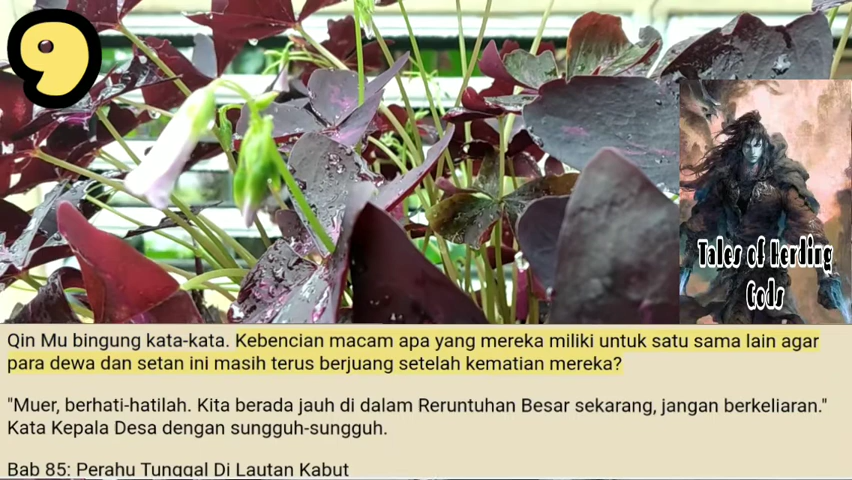 9
Tales of Herding
Gods
Qin Mu bingung kata-kata. Kebencian macam apa yang mereka miliki untuk satu sama lain agar
para dewa dan setan ini masih terus berjuang setelah kematian mereka?
"Muer, berhati-hatilah. Kita berada jauh di dalam Reruntuhan Besar sekarang, jangan berkeliaran."
Kata Kepala Desa dengan sungguh-sungguh.
Bab 85: Perahu Tunggal Di Lautan Kabut